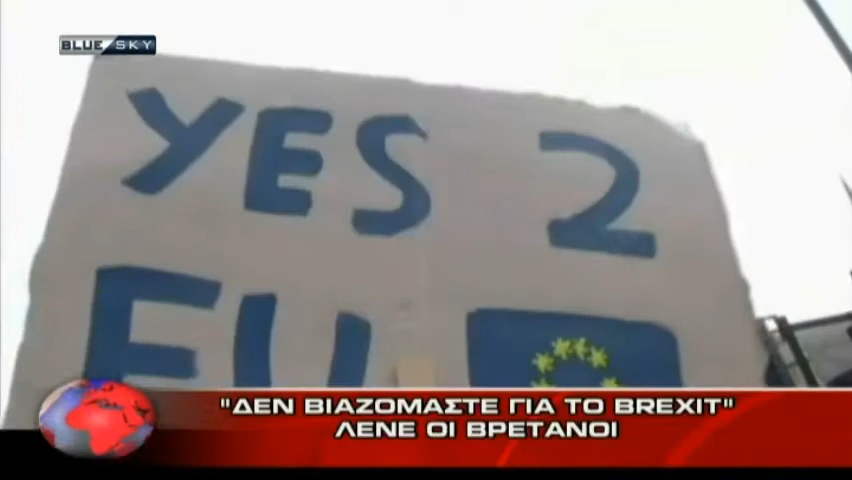 BLUE SKY
YES 2
EU
"ΔΕΝ ΒΙΑΖΟΜΑΣΤΕ ΓΙΑ ΤΟ BREXIT"
ΛΕΝΕ ΟΙ ΒΡΕΤΑΝΟΙ